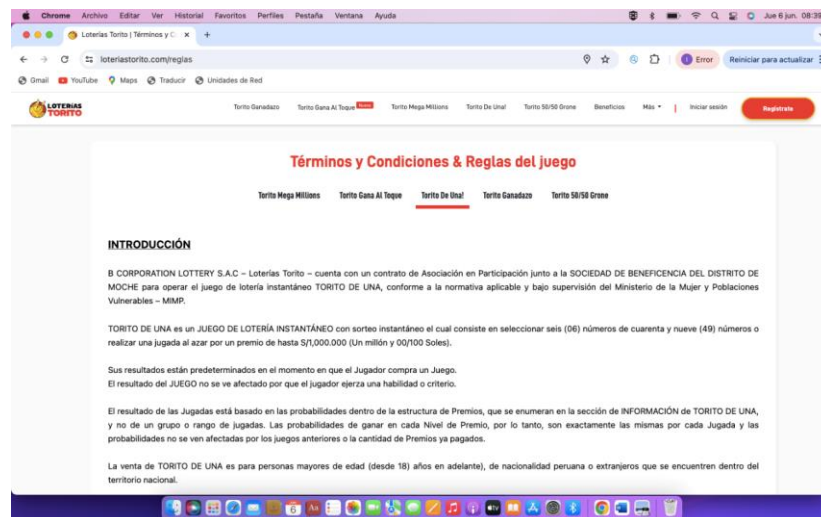 Chrome Archivo Editar Ver Historial Favoritos Perfiles Pestaña Ventana Ayuda Jue 6 jun. 08:39
Loterías Torito | Términos y C
loteriastorito.com/reglas Error Reiniciar para actualizar
Gmail YouTube Maps Traducir Unidades de Red
LOTERIAS
TORITO
Torito Ganadazo Torito Gana Al Toque Torito Mega Millions Torito De Una! Torito 50/50 Grone Beneficios Más Iniciar sesión Regístrate
Términos y Condiciones & Reglas del juego
Torito Mega Millions Torito Gana Al Toque Torito De Una! Torito Ganadazo Torito 50/50 Grone
INTRODUCCIÓN
B CORPORATION LOTTERY S.A.C – Loterías Torito – cuenta con un contrato de Asociación en Participación junto a la SOCIEDAD DE BENEFICENCIA DEL DISTRITO DE
MOCHE para operar el juego de lotería instantáneo TORITO DE UNA, conforme a la normativa aplicable y bajo supervisión del Ministerio de la Mujer y Poblaciones
Vulnerables – MIMP.
TORITO DE UNA es un JUEGO DE LOTERÍA INSTANTÁNEO con sorteo instantáneo el cual consiste en seleccionar seis (06) números de cuarenta y nueve (49) números o
realizar una jugada al azar por un premio de hasta S/1,000.000 (Un millón y 00/100 Soles).
Sus resultados están predeterminados en el momento en que el Jugador compra un Juego.
El resultado del JUEGO no se ve afectado por que el jugador ejerza una habilidad o criterio.
El resultado de las Jugadas está basado en las probabilidades dentro de la estructura de Premios, que se enumeran en la sección de INFORMACIÓN de TORITO DE UNA,
y no de un grupo o rango de jugadas. Las probabilidades de ganar en cada Nivel de Premio, por lo tanto, son exactamente las mismas por cada Jugada y las
probabilidades no se ven afectadas por los juegos anteriores o la cantidad de Premios ya pagados.
La venta de TORITO DE UNA es para personas mayores de edad (desde 18) años en adelante), de nacionalidad peruana o extranjeros que se encuentren dentro del
territorio nacional.